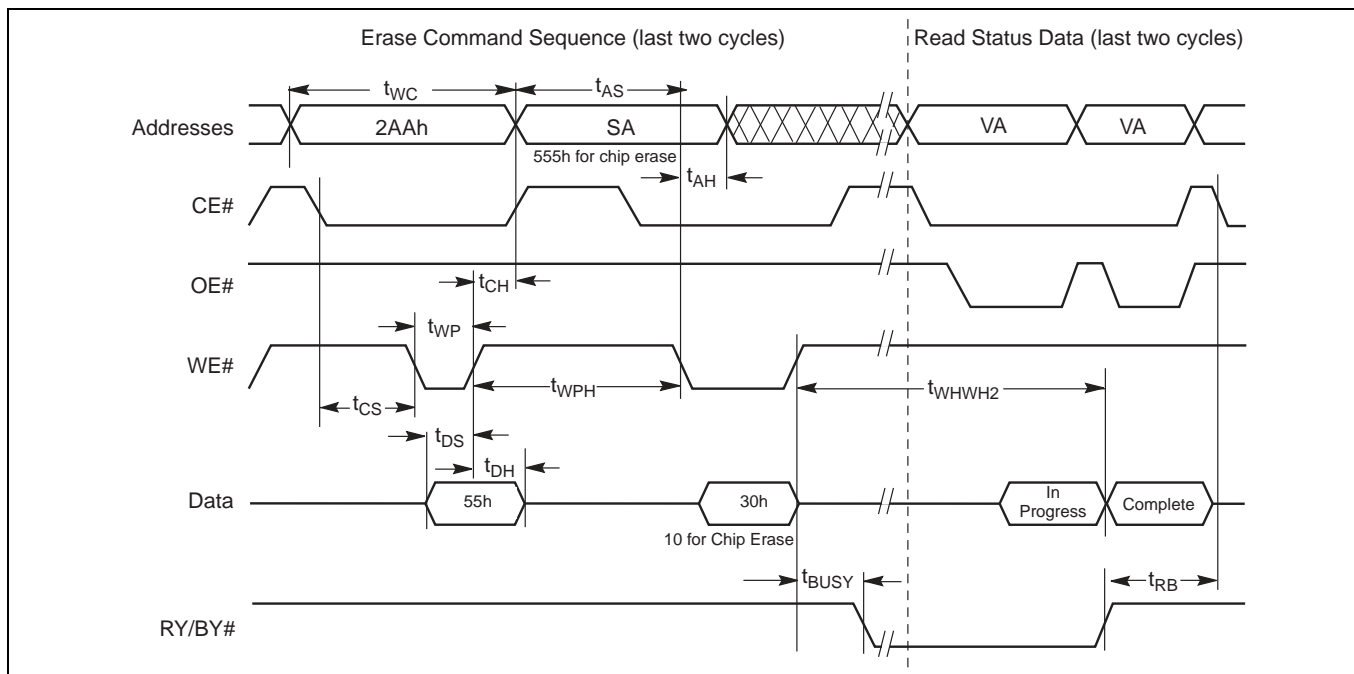 Erase Command Sequence (last two cycles)
Read Status Data (last two cycles)
tWC
tAS
Addresses
2AAh
SA
VA
VA
555h for chip erase
tAH
CE#
OE#
tCH
tWP
WE#
tWPH
tWHWH2
tCS
tDS
tDH
Data
55h
30h
In
Progress
Complete
10 for Chip Erase
tBUSY
tRB
RY/BY#